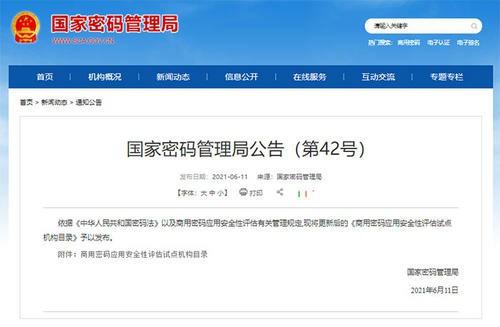 国家密码管理局
WWW.SCA.GOV.CN
请输入关键字
热门搜索： 商用密码 电子认证 电子签名
首页 机构概况 新闻动态 信息公开 在线服务 互动交流 专题专栏
首页 > 新闻动态 > 通知公告
国家密码管理局公告（第42号）
发布日期：2021-06-11 来源：国家密码管理局
【字体：大 中 小】 打印
依据《中华人民共和国密码法》以及商用密码应用安全性评估有关管理规定,现将更新后的《商用密码应用安全性评估试点
机构目录》予以发布。
附件：商用密码应用安全性评估试点机构目录
国家密码管理局
2021年6月11日